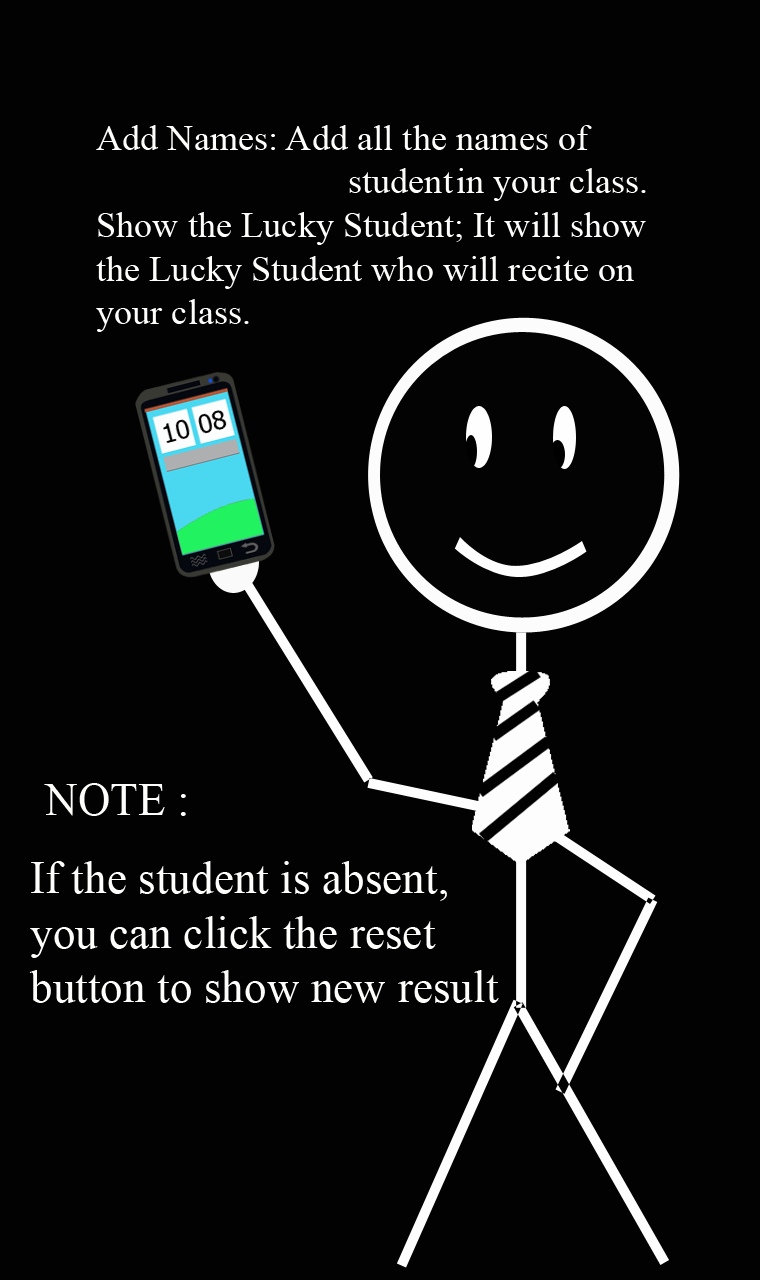 Add Names: Add all the names of
student in your class.
Show the Lucky Student; It will show
the Lucky Student who will recite on
your class.
10 08
NOTE :
If the student is absent,
you can click the reset
button to show new result